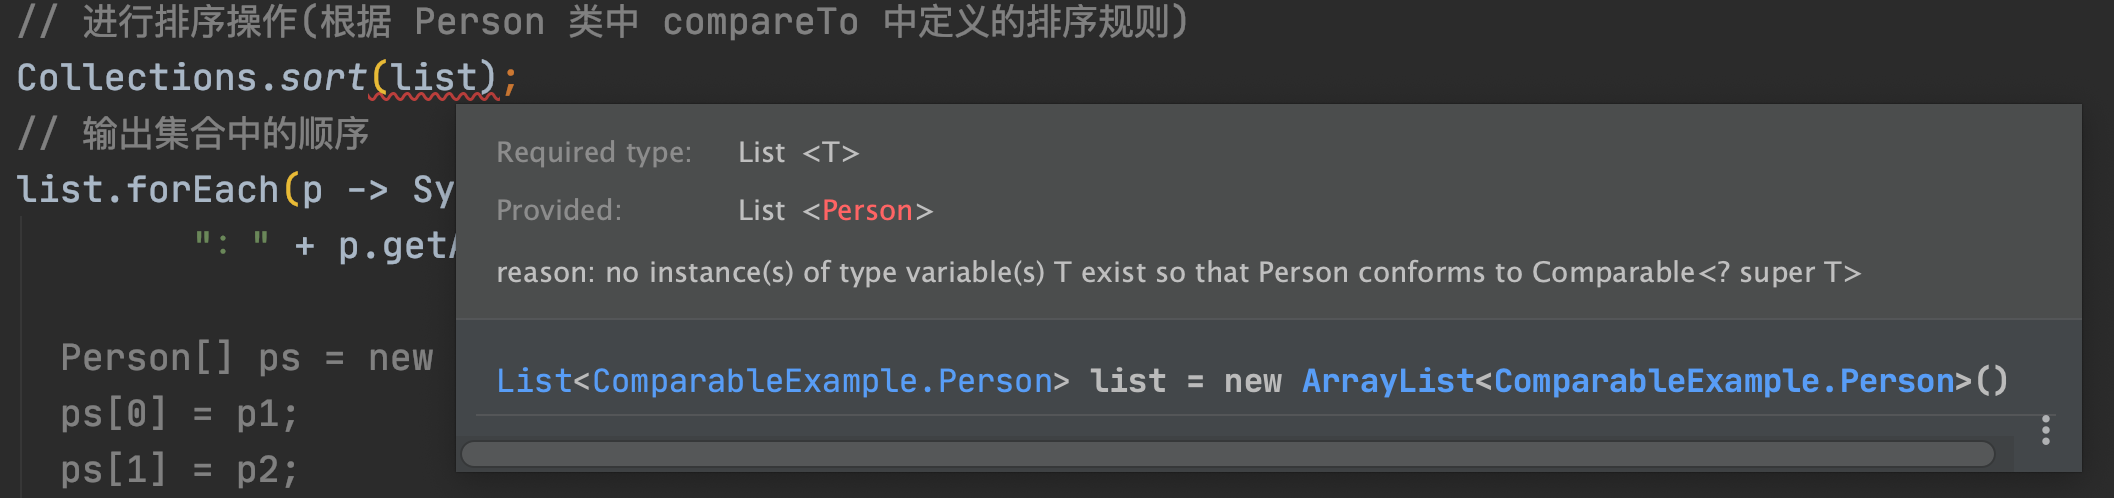 // 进行排序操作(根据 Person 类中 compareTo 中定义的排序规则)
Collections.sort(list);
// 输出集合中的顺序
list.forEach(p -> Sy
": " + p.get
Person[] ps = new
ps[0] = p1;
ps[1] = p2;
Required type: List <T>
Provided: List <Person>
reason: no instance(s) of type variable(s) T exist so that Person conforms to Comparable<? super T>
List<ComparableExample.Person> list = new ArrayList<ComparableExample.Person>()